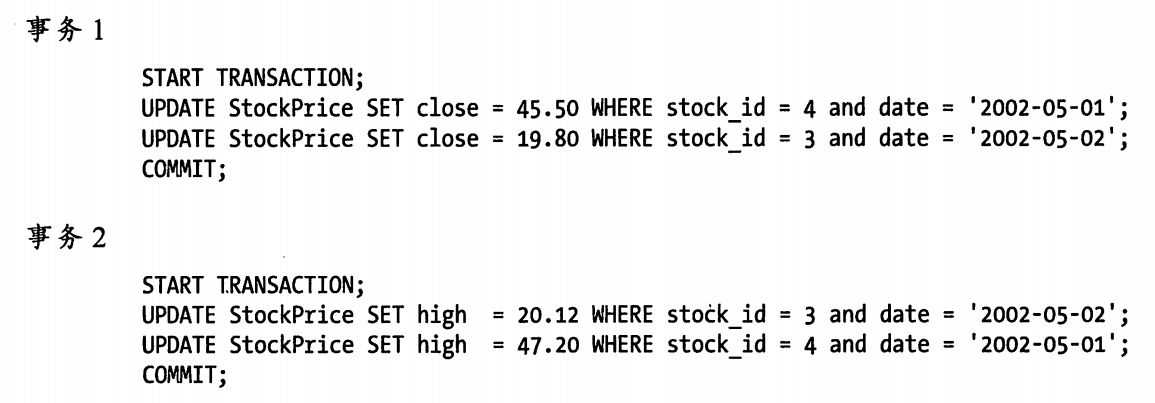 事务 1
START TRANSACTION;
UPDATE StockPrice SET close = 45.50 WHERE stock_id = 4 and date = '2002-05-01';
UPDATE StockPrice SET close = 19.80 WHERE stock_id = 3 and date = '2002-05-02';
COMMIT;
事务 2
START TRANSACTION;
UPDATE StockPrice SET high  = 20.12 WHERE stock_id = 3 and date = '2002-05-02';
UPDATE StockPrice SET high  = 47.20 WHERE stock_id = 4 and date = '2002-05-01';
COMMIT;